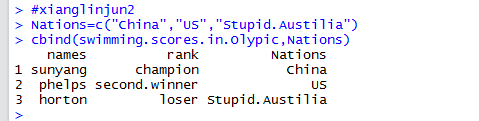 > #xianglinjun2
> Nations=c("China","US","Stupid.Austilia")
> cbind(swimming.scores.in.Olypic,Nations)
names rank Nations
1 sunyang champion China
2 phelps second.winner US
3 horton loser Stupid.Austilia
>